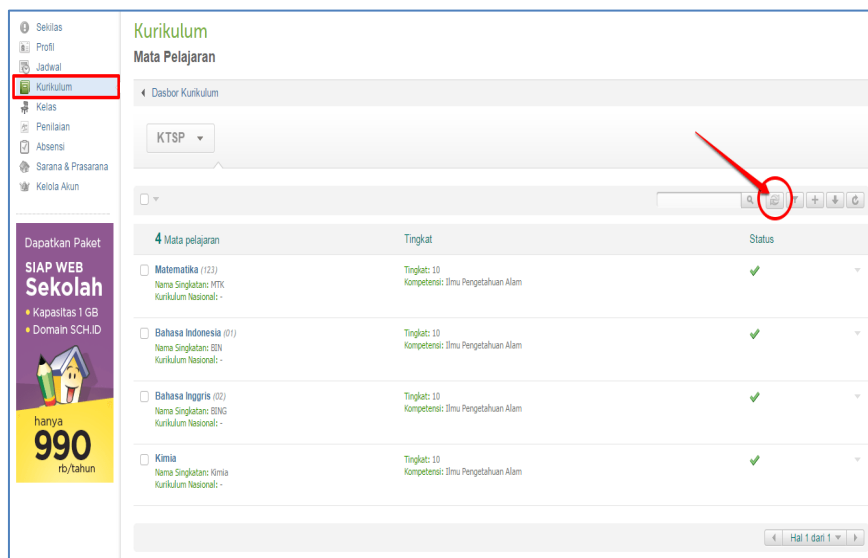 Sekilas
Profil
Jadwal
Kurikulum
Kelas
Penilaian
Absensi
Sarana & Prasarana
Kelola Akun
Dapatkan Paket
SIAP WEB
Sekolah
• Kapasitas 1 GB
• Domain SCH.ID
hanya
990
rb/tahun
Kurikulum
Mata Pelajaran
Dasbor Kurikulum
KTSP
4 Mata pelajaran Tingkat Status
Matematika (123) Tingkat: 10
Nama Singkatan: MTK Kompetensi: Ilmu Pengetahuan Alam
Kurikulum Nasional: -
Bahasa Indonesia (01) Tingkat: 10
Nama Singkatan: BIN Kompetensi: Ilmu Pengetahuan Alam
Kurikulum Nasional: -
Bahasa Inggris (02) Tingkat: 10
Nama Singkatan: BING Kompetensi: Ilmu Pengetahuan Alam
Kurikulum Nasional: -
Kimia Tingkat: 10
Nama Singkatan: Kimia Kompetensi: Ilmu Pengetahuan Alam
Kurikulum Nasional: -
Hal 1 dari 1